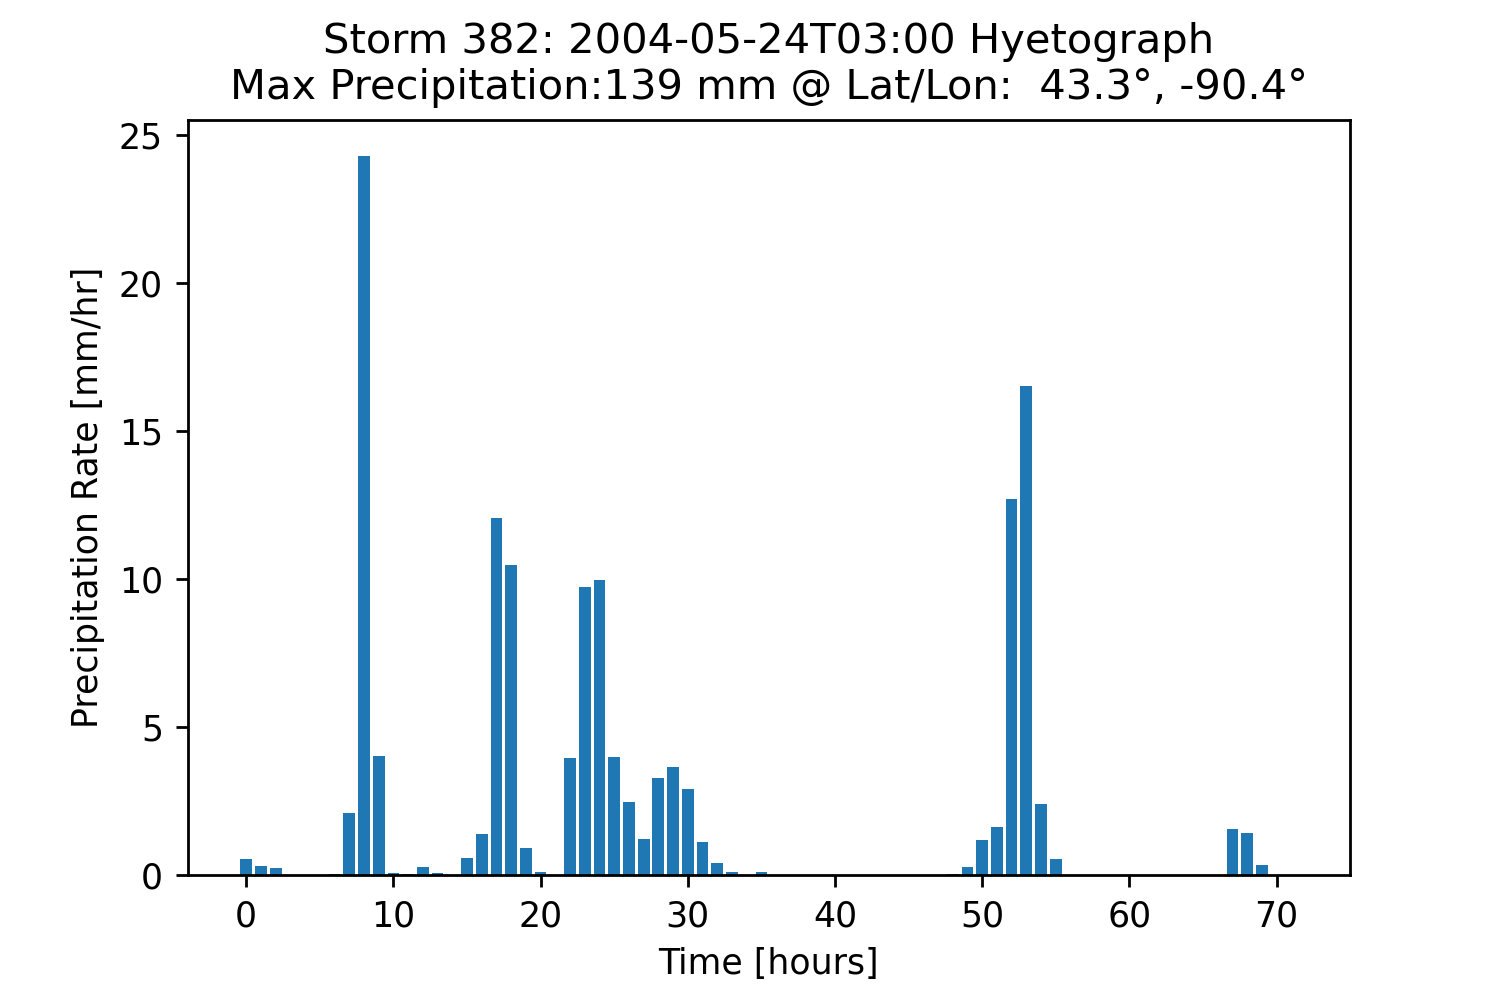 Storm 382: 2004-05-24T03:00 Hyetograph
Max Precipitation:139 mm @ Lat/Lon:  43.3°, -90.4°
25
20
15
10
5
0
Precipitation Rate [mm/hr]
0 10 20 30 40 50 60 70
Time [hours]